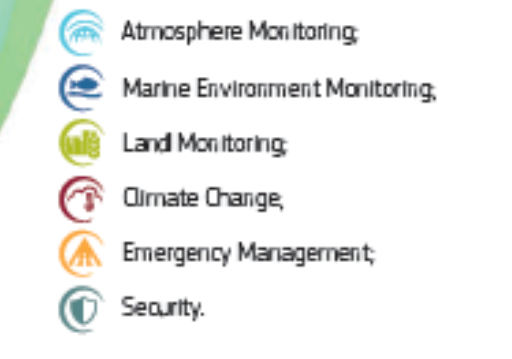 Atmosphere Monitoring;
Marine Environment Monitoring;
Land Monitoring;
Climate Change;
Emergency Management;
Security.